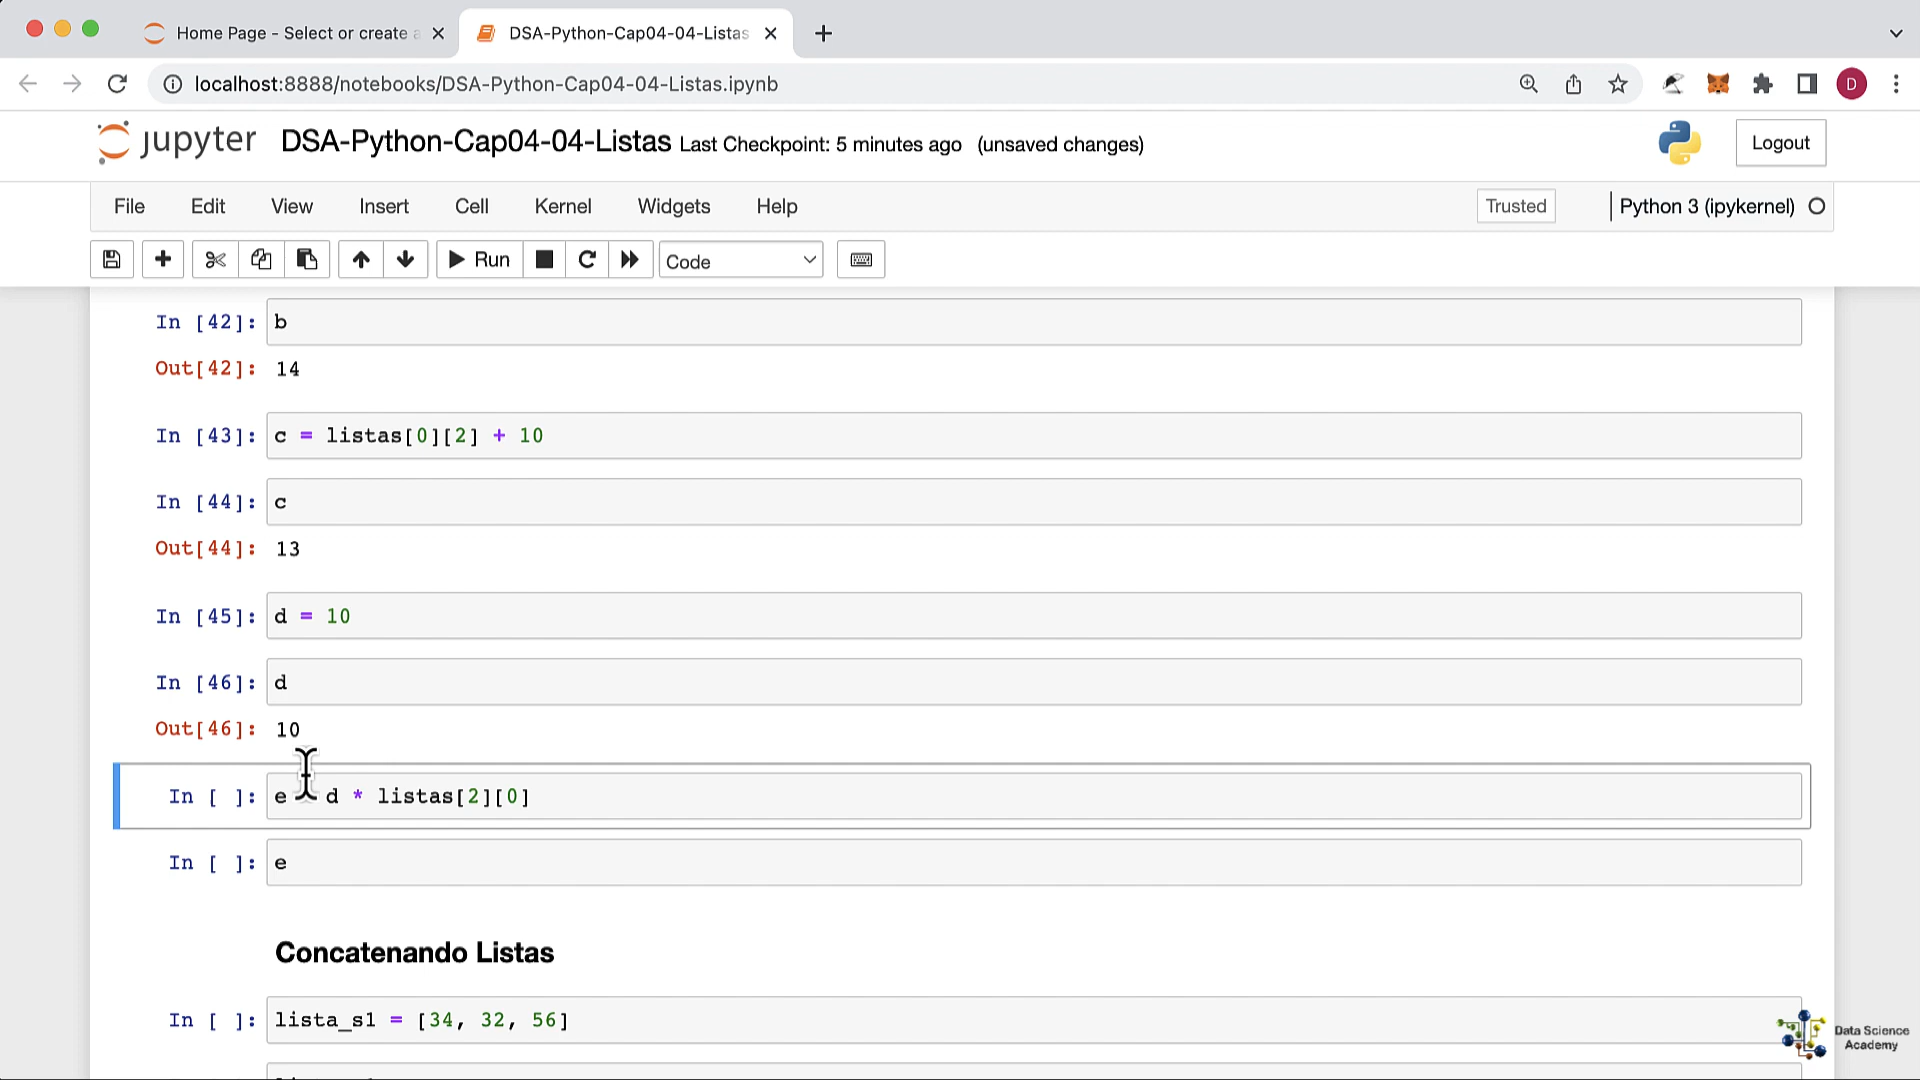 Home Page - Select or create a
DSA-Python-Cap04-04-Listas
localhost:8888/notebooks/DSA-Python-Cap04-04-Listas.ipynb
D
jupyter DSA-Python-Cap04-04-Listas Last Checkpoint: 5 minutes ago (unsaved changes)
Logout
File Edit View Insert Cell Kernel Widgets Help Trusted Python 3 (ipykernel)
Run Code
In [42]: b
Out[42]: 14
In [43]: c = listas[0][2] + 10
In [44]: c
Out[44]: 13
In [45]: d = 10
In [46]: d
Out[46]: 10
In [ ]: e d * listas[2][0]
In [ ]: e
Concatenando Listas
In [ ]: lista_s1 = [34, 32, 56]
Data Science
Academy